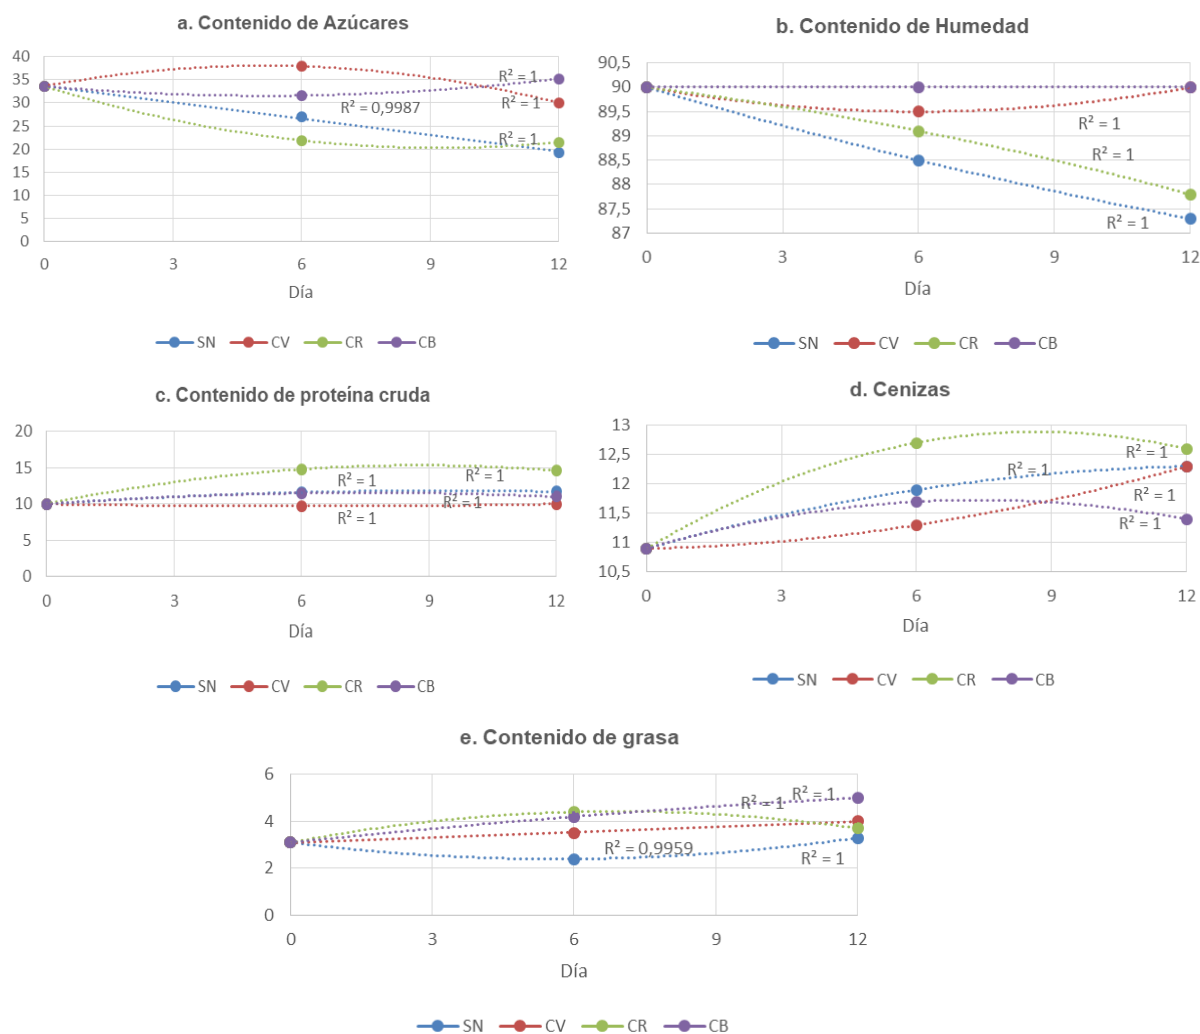 a. Contenido de Azúcares
40
35
30
25
20
15
10
5
0
R² = 1
R² = 0,9987
R² = 1
R² = 1
0 3 6 9 12
Día
SN CV CR CB
b. Contenido de Humedad
90,5
90
89,5
89
88,5
88
87,5
87
R² = 1
R² = 1
R² = 1
0 3 6 9 12
Día
SN CV CR CB
c. Contenido de proteína cruda
20
15
10
5
0
R² = 1
R² = 1
R² = 1
R² = 1
0 3 6 9 12
Día
SN CV CR CB
d. Cenizas
13
12,5
12
11,5
11
10,5
R² = 1
R² = 1
R² = 1
R² = 1
0 3 6 9 12
Día
SN CV CR CB
e. Contenido de grasa
6
4
2
0
R² = 1
R² = 1
R² = 0,9959
R² = 1
0 3 6 9 12
Día
SN CV CR CB